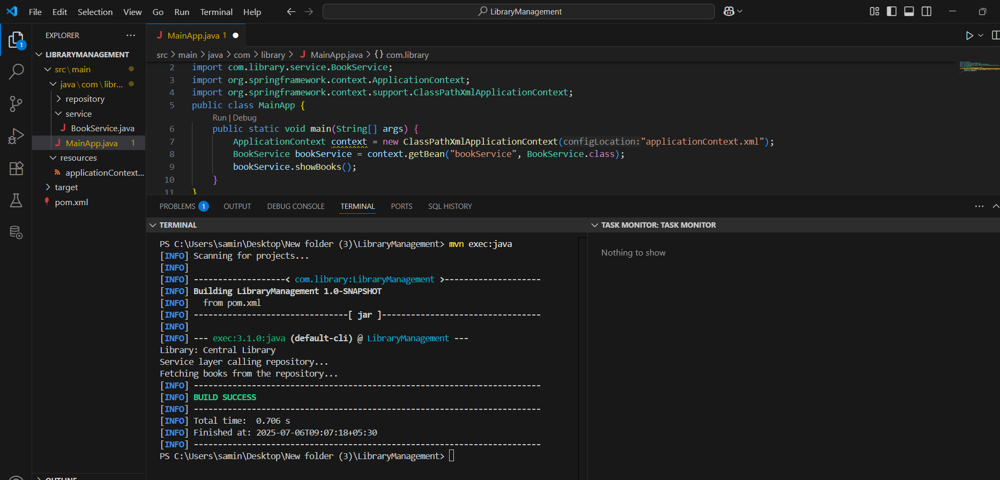 File Edit Selection View Go Run Terminal Help
LibraryManagement
EXPLORER
1
LIBRARYMANAGEMENT
src\main
java\com\libr...
repository
service
BookService.java
MainApp.java 1
resources
applicationContext...
target
pom.xml
OUTLINE
MainApp.java 1
src > main > java > com > library > MainApp.java > {} com.library
2 import com.library.service.BookService;
3 import org.springframework.context.ApplicationContext;
4 import org.springframework.context.support.ClassPathXmlApplicationContext;
5 public class MainApp {
Run | Debug
6 public static void main(String[] args) {
7 ApplicationContext context = new ClassPathXmlApplicationContext(configLocation:"applicationContext.xml");
8 BookService bookService = context.getBean("bookService", BookService.class);
9 bookService.showBooks();
10 }
11 }
PROBLEMS 1 OUTPUT DEBUG CONSOLE TERMINAL PORTS SQL HISTORY
TERMINAL
PS C:\Users\samin\Desktop\New folder (3)\LibraryManagement> mvn exec:java
[INFO] Scanning for projects...
[INFO]
[INFO] -------------------< com.library:LibraryManagement >--------------------
[INFO] Building LibraryManagement 1.0-SNAPSHOT
[INFO]   from pom.xml
[INFO] --------------------------------[ jar ]---------------------------------
[INFO]
[INFO] --- exec:3.1.0:java (default-cli) @ LibraryManagement ---
Library: Central Library
Service layer calling repository...
Fetching books from the repository...
[INFO] ------------------------------------------------------------------------
[INFO] BUILD SUCCESS
[INFO] ------------------------------------------------------------------------
[INFO] Total time:  0.706 s
[INFO] Finished at: 2025-07-06T09:07:18+05:30
[INFO] ------------------------------------------------------------------------
PS C:\Users\samin\Desktop\New folder (3)\LibraryManagement>
TASK MONITOR: TASK MONITOR
Nothing to show